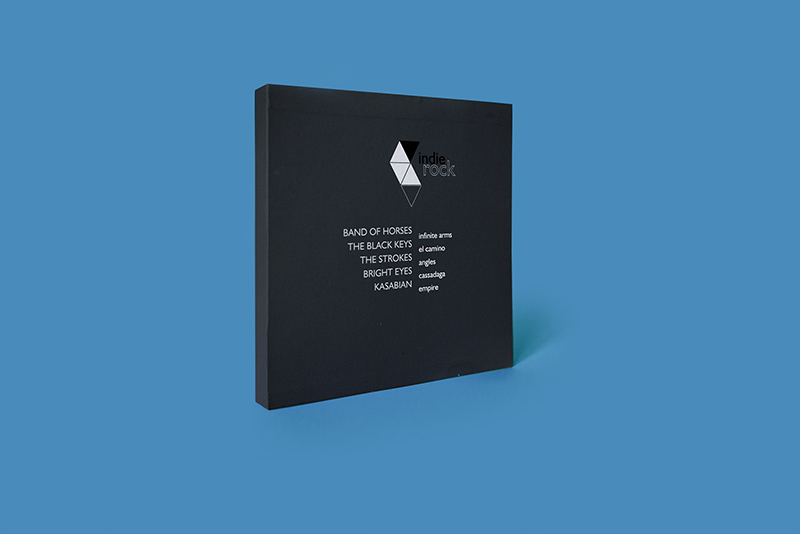 indie
rock
BAND OF HORSES infinite arms
THE BLACK KEYS el camino
THE STROKES angles
BRIGHT EYES cassadaga
KASABIAN empire